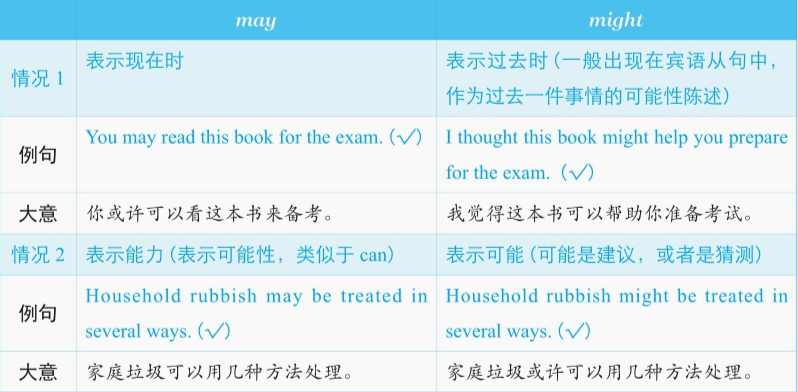 may might
情况 1 表示现在时 表示过去时 (一般出现在宾语从句中，
作为过去一件事情的可能性陈述)
例句 You may read this book for the exam. (√) I thought this book might help you prepare
for the exam. (√)
大意 你或许可以看这本书来备考。 我觉得这本书可以帮助你准备考试。
情况 2 表示能力 (表示可能性，类似于 can) 表示可能 (可能是建议，或者是猜测)
例句 Household rubbish may be treated in Household rubbish might be treated in
several ways. (√) several ways. (√)
大意 家庭垃圾可以用几种方法处理。 家庭垃圾或许可以用几种方法处理。